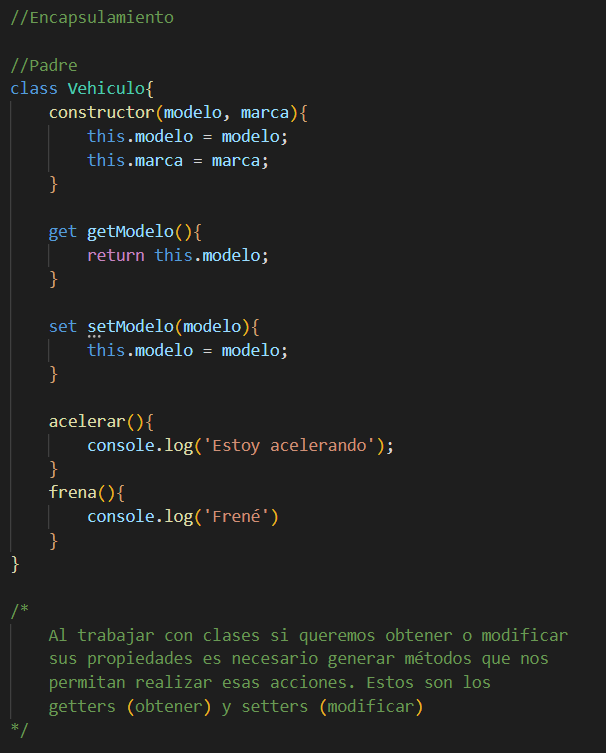 //Encapsulamiento
//Padre
class Vehiculo{
    constructor(modelo, marca){
        this.modelo = modelo;
        this.marca = marca;
    }
    get getModelo(){
        return this.modelo;
    }
    set setModelo(modelo){
        this.modelo = modelo;
    }
    acelerar(){
        console.log('Estoy acelerando');
    }
    frena(){
        console.log('Frené')
    }
}
/*
    Al trabajar con clases si queremos obtener o modificar
    sus propiedades es necesario generar métodos que nos
    permitan realizar esas acciones. Estos son los
    getters (obtener) y setters (modificar)
*/